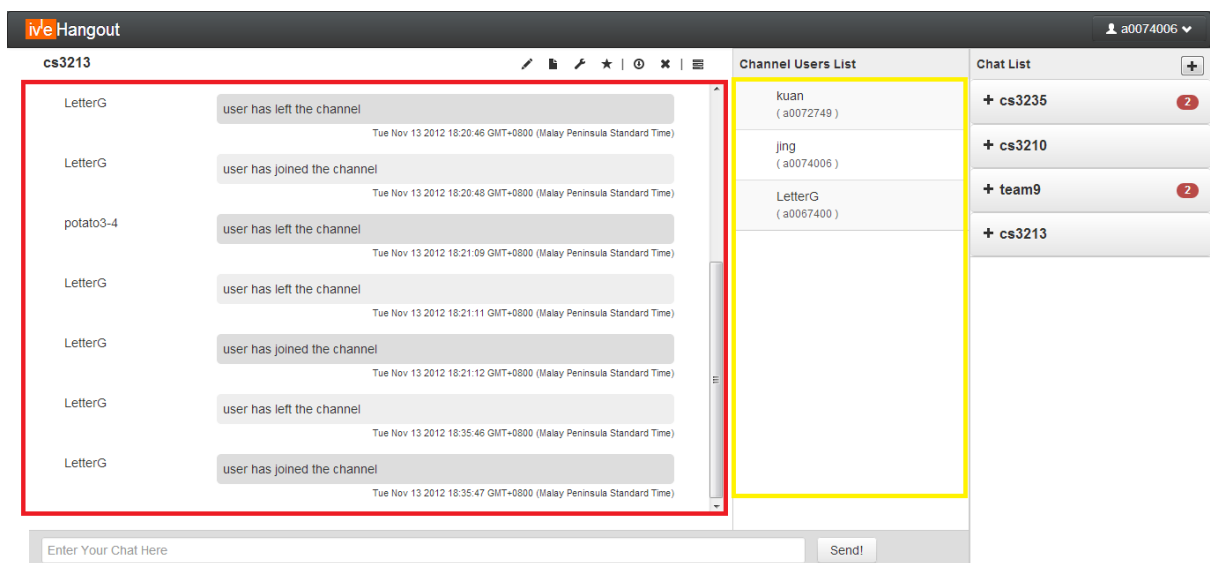 iv'e Hangout
a0074006
cs3213
Channel Users List
Chat List
LetterG
user has left the channel
Tue Nov 13 2012 18:20:46 GMT+0800 (Malay Peninsula Standard Time)
LetterG
user has joined the channel
Tue Nov 13 2012 18:20:48 GMT+0800 (Malay Peninsula Standard Time)
potato3-4
user has left the channel
Tue Nov 13 2012 18:21:09 GMT+0800 (Malay Peninsula Standard Time)
LetterG
user has left the channel
Tue Nov 13 2012 18:21:11 GMT+0800 (Malay Peninsula Standard Time)
LetterG
user has joined the channel
Tue Nov 13 2012 18:21:12 GMT+0800 (Malay Peninsula Standard Time)
LetterG
user has left the channel
Tue Nov 13 2012 18:35:46 GMT+0800 (Malay Peninsula Standard Time)
LetterG
user has joined the channel
Tue Nov 13 2012 18:35:47 GMT+0800 (Malay Peninsula Standard Time)
kuan
( a0072749 )
jing
( a0074006 )
LetterG
( a0067400 )
+ cs3235 2
+ cs3210
+ team9 2
+ cs3213
Enter Your Chat Here
Send!